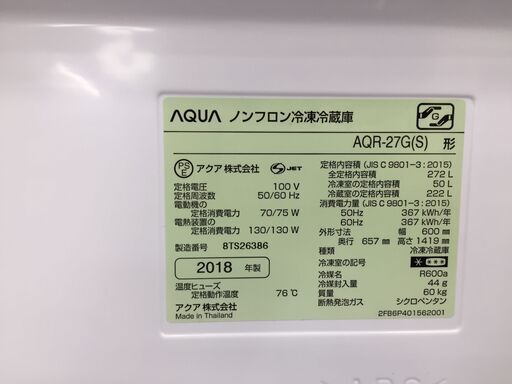 AQUA ノンフロン冷凍冷蔵庫
AQR-27G(S) 形
PS E アクア株式会社 S JET
定格電圧 100 V
定格周波数 50/60 Hz
電動機の
定格消費電力 70/75 W
電熱装置の
定格消費電力 130/130 W
製造番号 8TS26386
2018 年製
温度ヒューズ
定格動作温度 76℃
アクア株式会社
Made in Thailand
定格内容積 (JIS C 9801-3 : 2015)
全定格内容積 272 L
冷凍室の定格内容積 50 L
冷蔵室の定格内容積 222 L
消費電力量 (JIS C 9801-3 : 2015)
50Hz 367 kWh/年
60Hz 367 kWh/年
外形寸法 幅 600 mm
奥行 657 mm 高さ 1419 mm
種類 冷凍冷蔵庫
冷凍室の記号
冷媒名 R600a
冷媒封入量 44 g
質量 60 kg
断熱発泡ガス シクロペンタン
2FB6P401562001